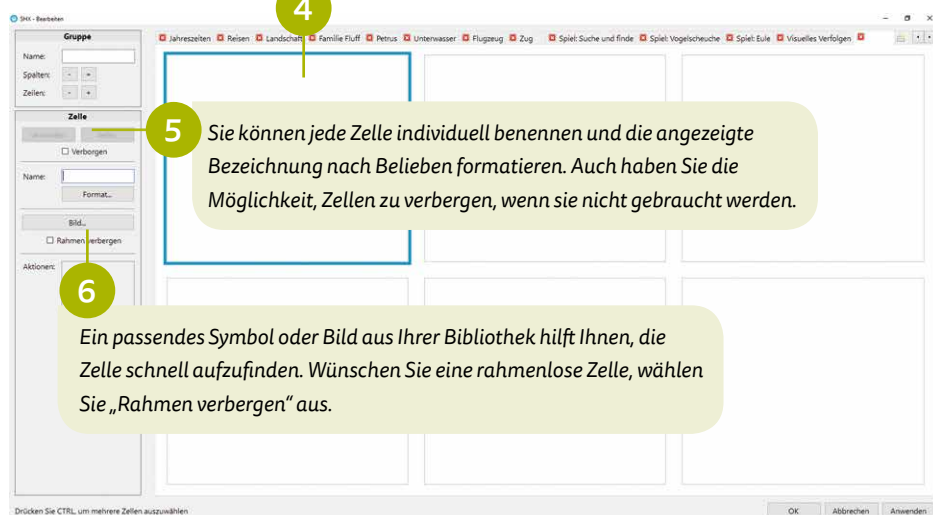 4
SHX - Bearbeiten
Gruppe
Name:
Spalten: - +
Zeilen: - +
Jahreszeiten Reisen Landschaft Familie Fluff Petrus Unterwasser Flugzeug Zug Spiel: Suche und finde Spiel: Vogelscheuche Spiel: Eule Visuelles Verfolgen
Zelle
Verborgen
Name:
Format...
Bild...
Rahmen verbergen
Aktionen:
5
Sie können jede Zelle individuell benennen und die angezeigte
Bezeichnung nach Belieben formatieren. Auch haben Sie die
Möglichkeit, Zellen zu verbergen, wenn sie nicht gebraucht werden.
6
Ein passendes Symbol oder Bild aus Ihrer Bibliothek hilft Ihnen, die
Zelle schnell aufzufinden. Wünschen Sie eine rahmenlose Zelle, wählen
Sie „Rahmen verbergen“ aus.
Drücken Sie CTRL, um mehrere Zellen auszuwählen
OK Abbrechen Anwenden